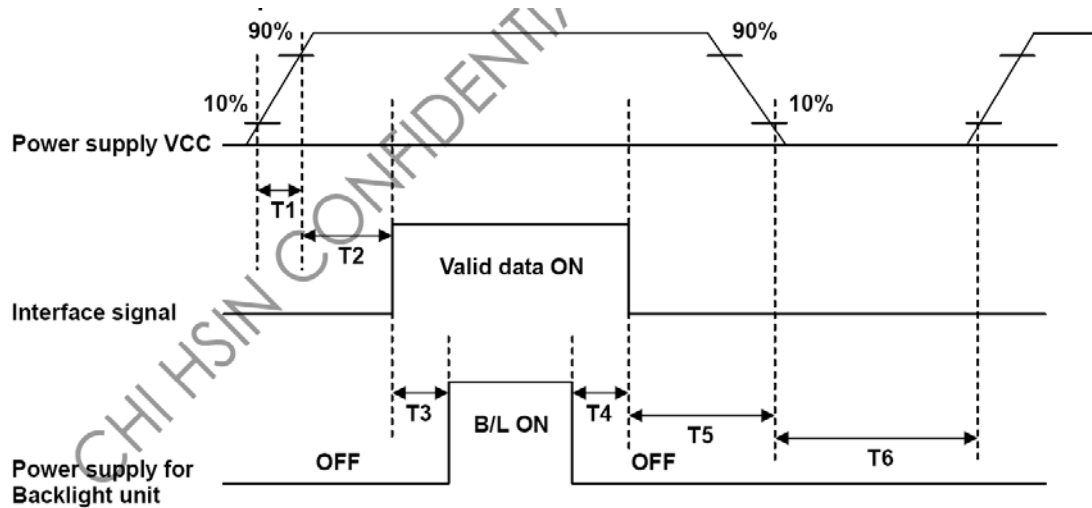 90%
90%
10%
10%
Power supply VCC
T1
T2
Valid data ON
Interface signal
T3
B/L ON
T4
T5
T6
OFF
OFF
Power supply for
Backlight unit
CHI HSIN CONFIDENTIA